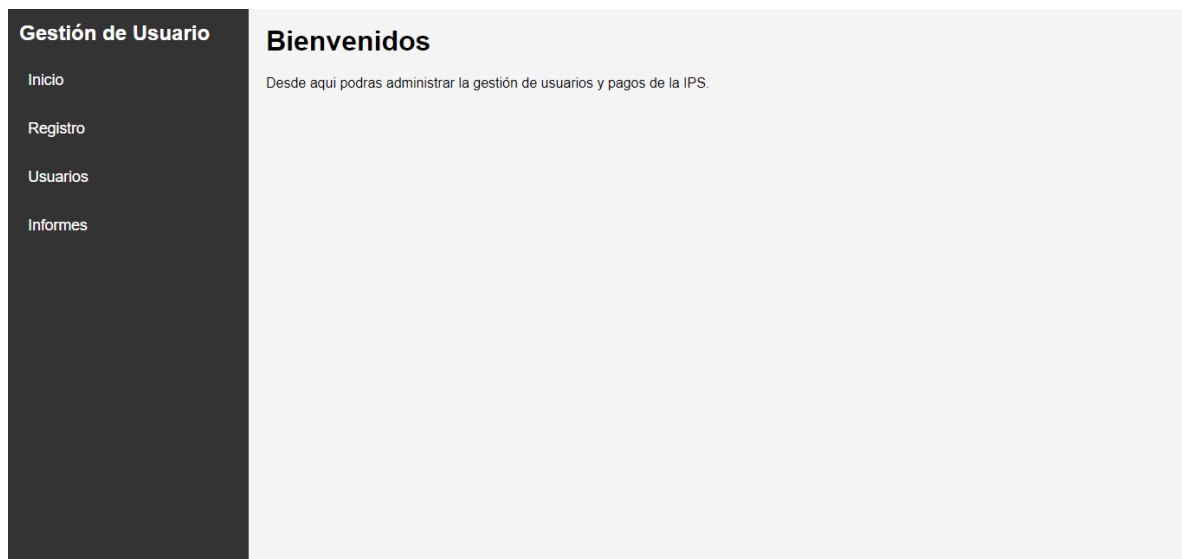 Gestión de Usuario
Inicio
Registro
Usuarios
Informes
Bienvenidos
Desde aqui podras administrar la gestión de usuarios y pagos de la IPS.